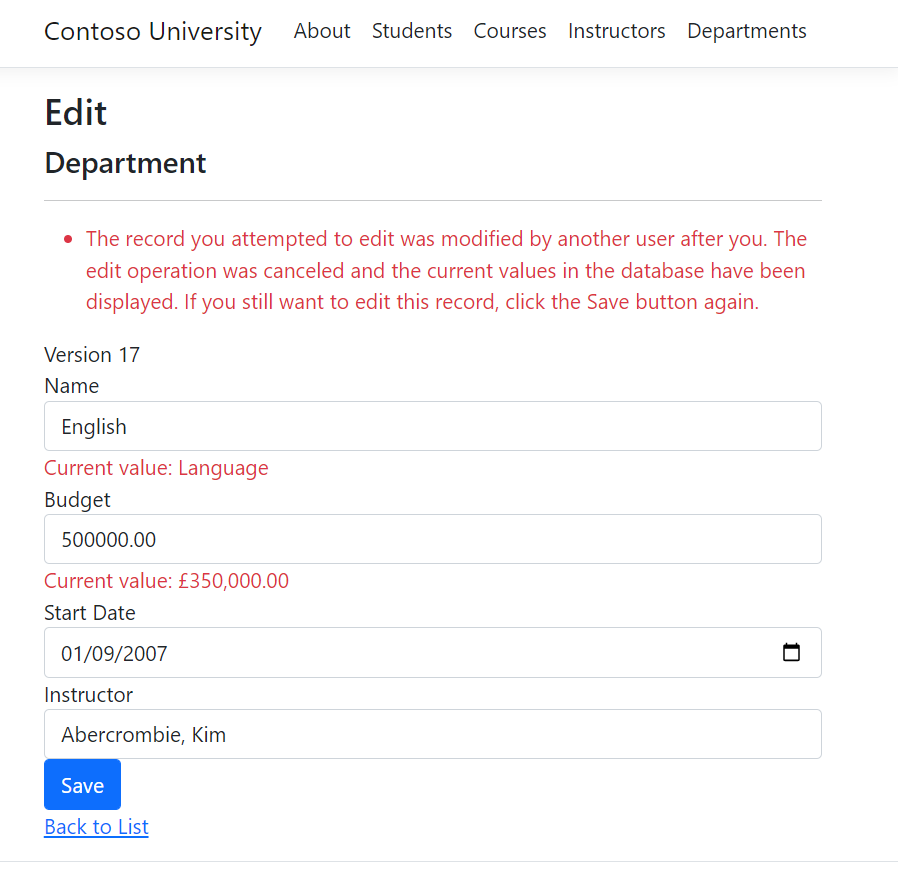 Contoso University About Students Courses Instructors Departments
Edit
Department
The record you attempted to edit was modified by another user after you. The
edit operation was canceled and the current values in the database have been
displayed. If you still want to edit this record, click the Save button again.
Version 17
Name
English
Current value: Language
Budget
500000.00
Current value: £350,000.00
Start Date
01/09/2007
Instructor
Abercrombie, Kim
Save
Back to List